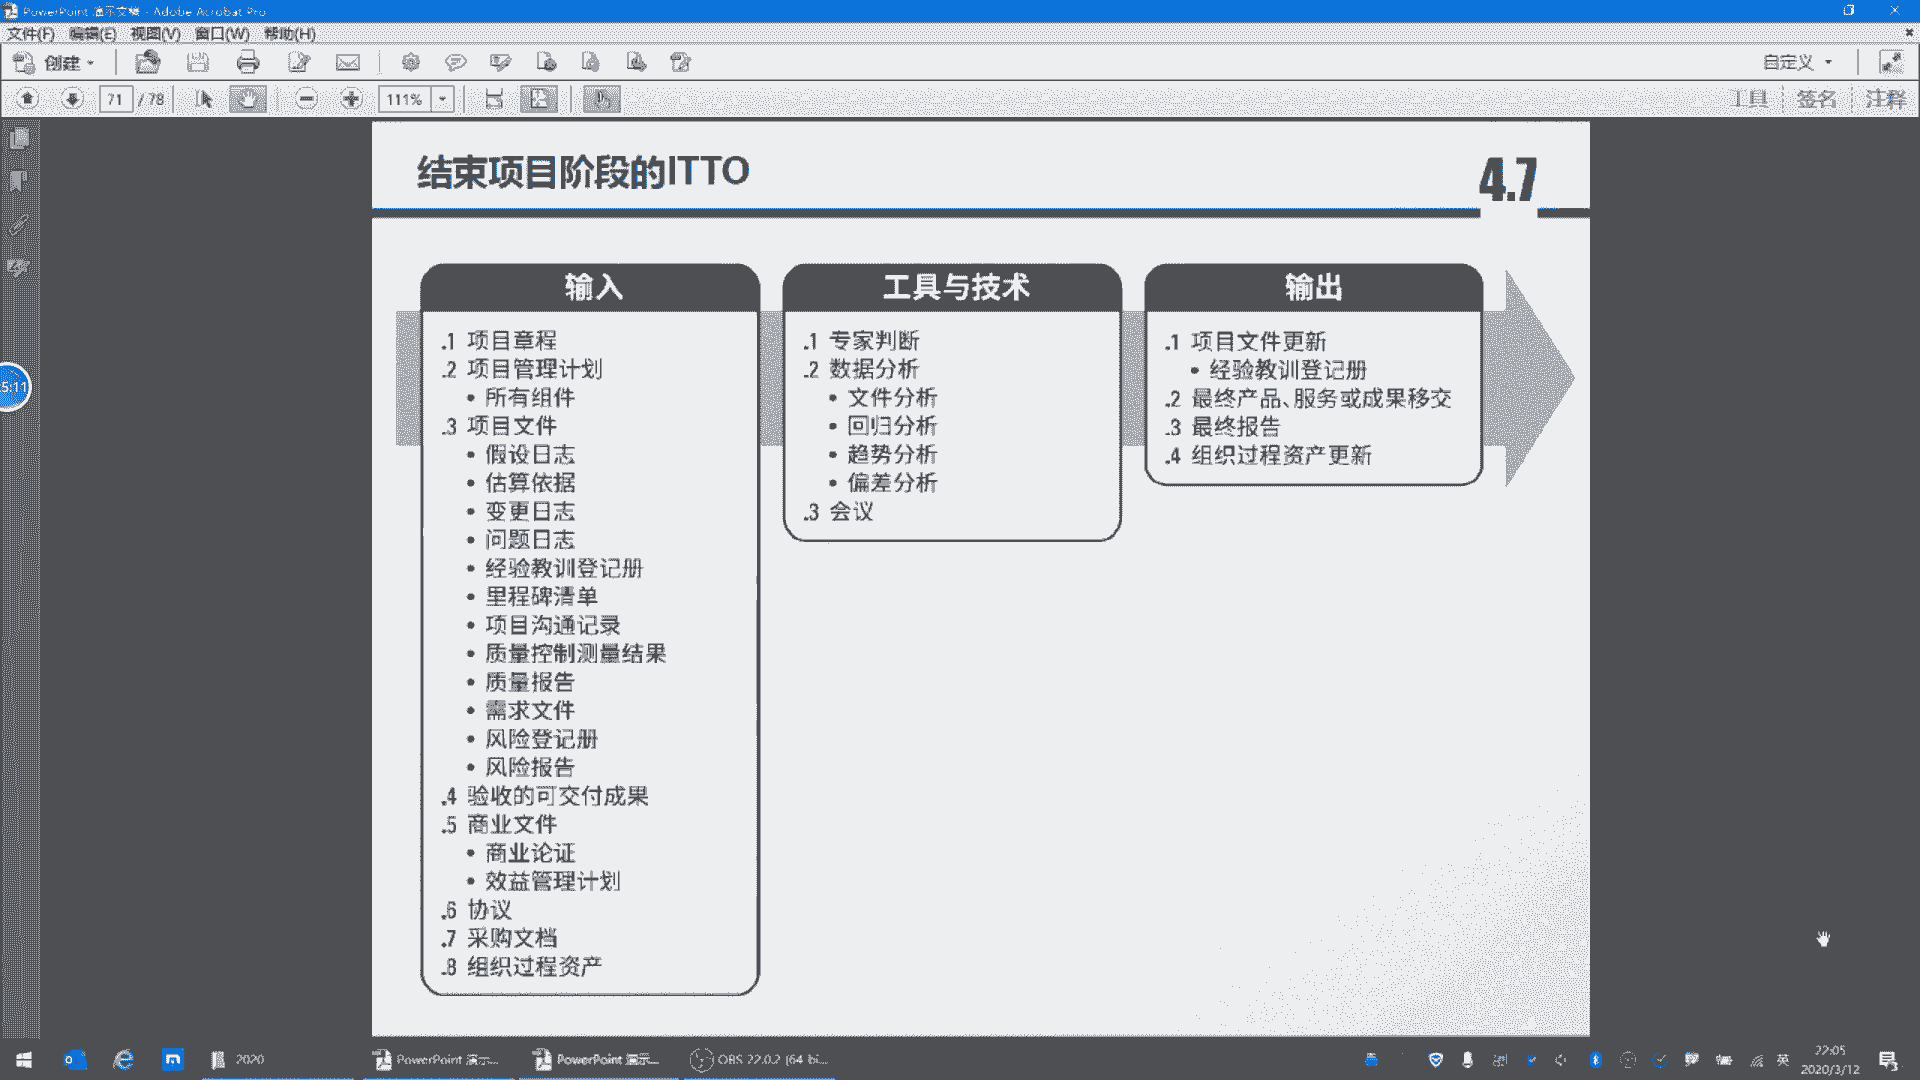 PowerPoint 演示文稿 - Adobe Acrobat Pro
文件(F) 编辑(E) 视图(V) 窗口(W) 帮助(H)
创建
自定义
71 / 78
111%
工具 签名 注释
结束项目阶段的ITTO
4.7
输入
.1 项目章程
.2 项目管理计划
• 所有组件
.3 项目文件
• 假设日志
• 估算依据
• 变更日志
• 问题日志
• 经验教训登记册
• 里程碑清单
• 项目沟通记录
• 质量控制测量结果
• 质量报告
• 需求文件
• 风险登记册
• 风险报告
.4 验收的可交付成果
.5 商业文件
• 商业论证
• 效益管理计划
.6 协议
.7 采购文档
.8 组织过程资产
工具与技术
.1 专家判断
.2 数据分析
• 文件分析
• 回归分析
• 趋势分析
• 偏差分析
.3 会议
输出
.1 项目文件更新
• 经验教训登记册
.2 最终产品、服务或成果移交
.3 最终报告
.4 组织过程资产更新
5:11
2020
PowerPoint 演示...
PowerPoint 演示...
OBS 22.0.2 (64-bi...
英
22:05
2020/3/12